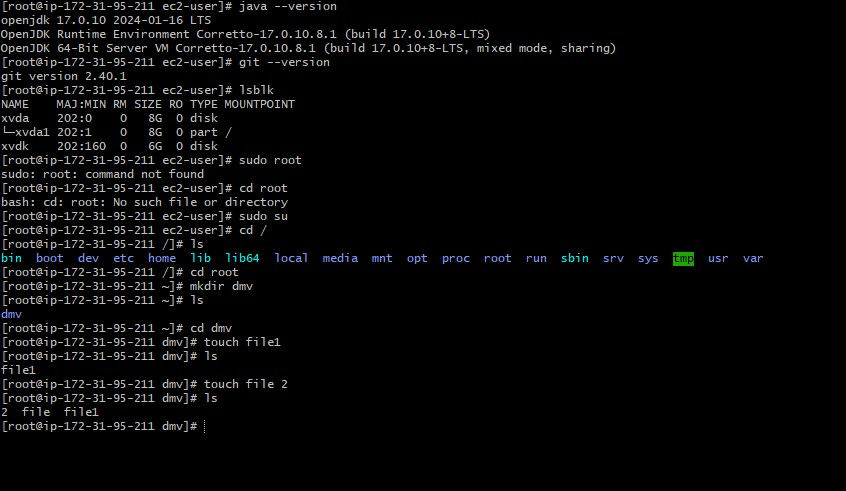 [root@ip-172-31-95-211 ec2-user]# java --version
openjdk 17.0.10 2024-01-16 LTS
OpenJDK Runtime Environment Corretto-17.0.10.8.1 (build 17.0.10+8-LTS)
OpenJDK 64-Bit Server VM Corretto-17.0.10.8.1 (build 17.0.10+8-LTS, mixed mode, sharing)
[root@ip-172-31-95-211 ec2-user]# git --version
git version 2.40.1
[root@ip-172-31-95-211 ec2-user]# lsblk
NAME    MAJ:MIN RM SIZE RO TYPE MOUNTPOINT
xvda    202:0    0   8G  0 disk
└─xvda1 202:1    0   8G  0 part /
xvdk    202:160  0   6G  0 disk
[root@ip-172-31-95-211 ec2-user]# sudo root
sudo: root: command not found
[root@ip-172-31-95-211 ec2-user]# cd root
bash: cd: root: No such file or directory
[root@ip-172-31-95-211 ec2-user]# sudo su
[root@ip-172-31-95-211 ec2-user]# cd /
[root@ip-172-31-95-211 /]# ls
bin  boot  dev  etc  home  lib  lib64  local  media  mnt  opt  proc  root  run  sbin  srv  sys  tmp  usr  var
[root@ip-172-31-95-211 /]# cd root
[root@ip-172-31-95-211 ~]# mkdir dmv
[root@ip-172-31-95-211 ~]# ls
dmv
[root@ip-172-31-95-211 ~]# cd dmv
[root@ip-172-31-95-211 dmv]# touch file1
[root@ip-172-31-95-211 dmv]# ls
file1
[root@ip-172-31-95-211 dmv]# touch file 2
[root@ip-172-31-95-211 dmv]# ls
2  file  file1
[root@ip-172-31-95-211 dmv]#